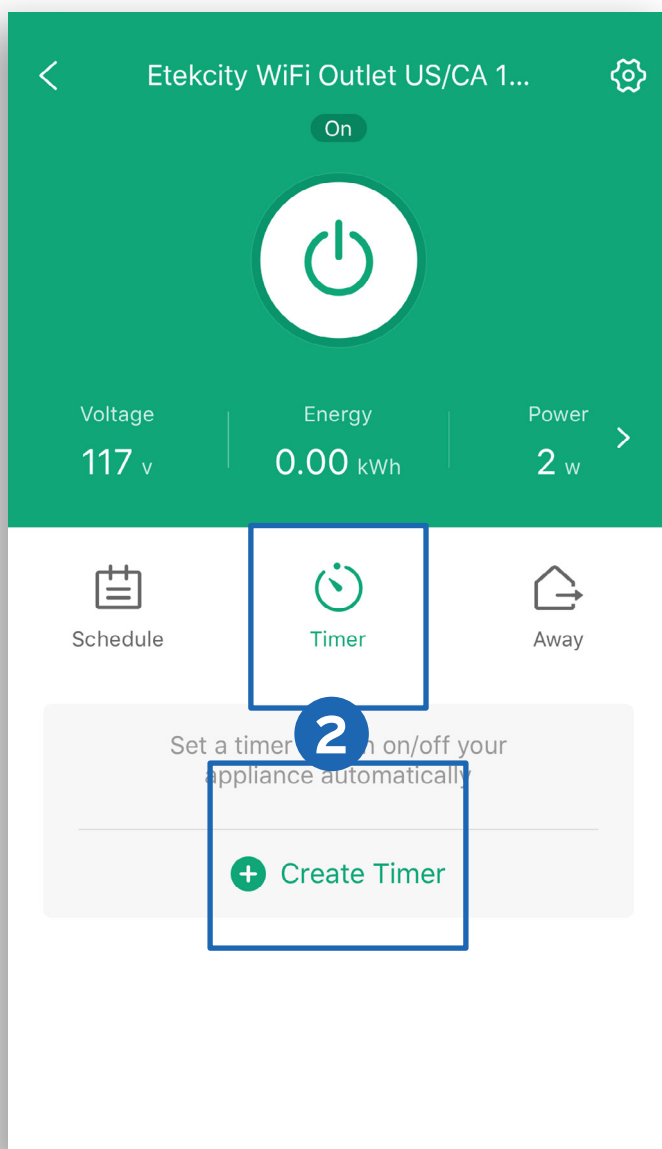 Etekcity WiFi Outlet US/CA 1...
On
Voltage
Energy
Power
117 v
0.00 kWh
2 w
Schedule
Timer
Away
2
Set a timer on/off your
appliance automatically
Create Timer